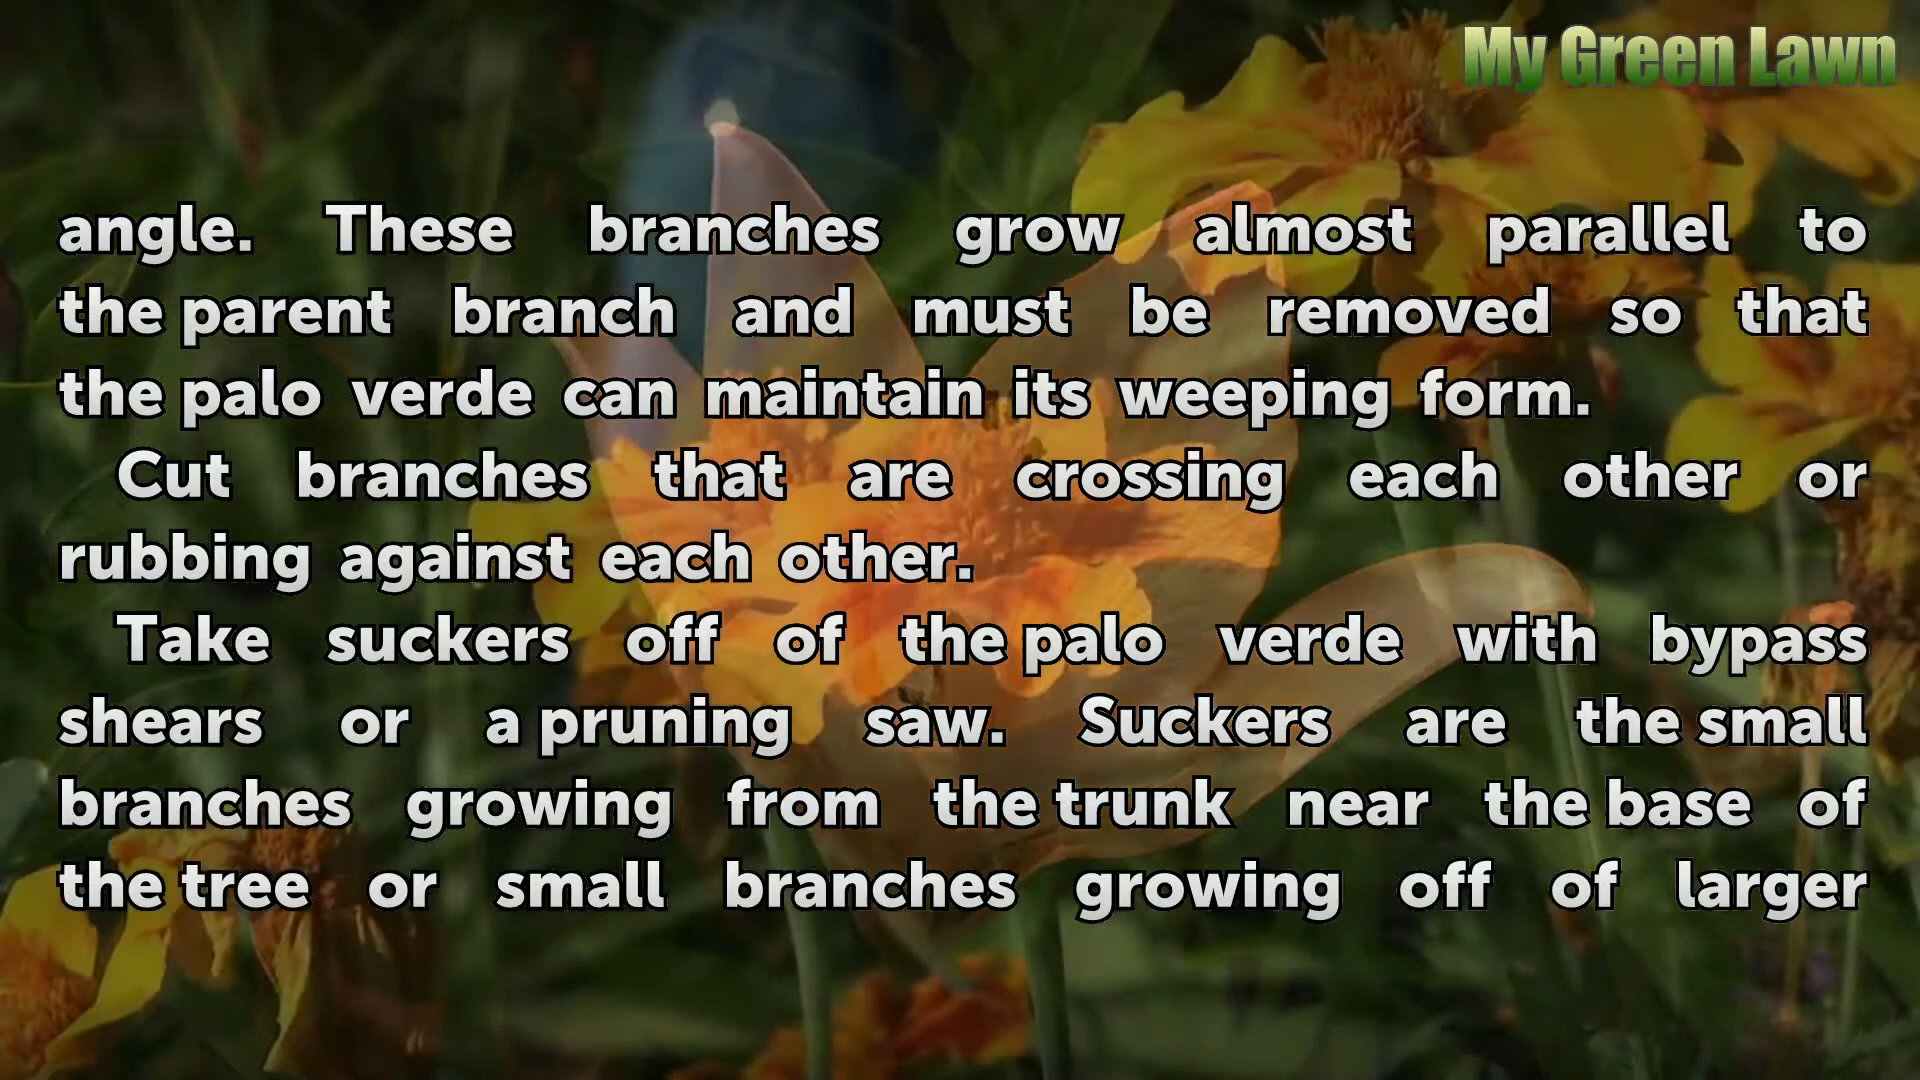 My Green Lawn
angle. These branches grow almost parallel to
the parent branch and must be removed so that
the palo verde can maintain its weeping form.
Cut branches that are crossing each other or
rubbing against each other.
Take suckers off of the palo verde with bypass
shears or a pruning saw. Suckers are the small
branches growing from the trunk near the base of
the tree or small branches growing off of larger